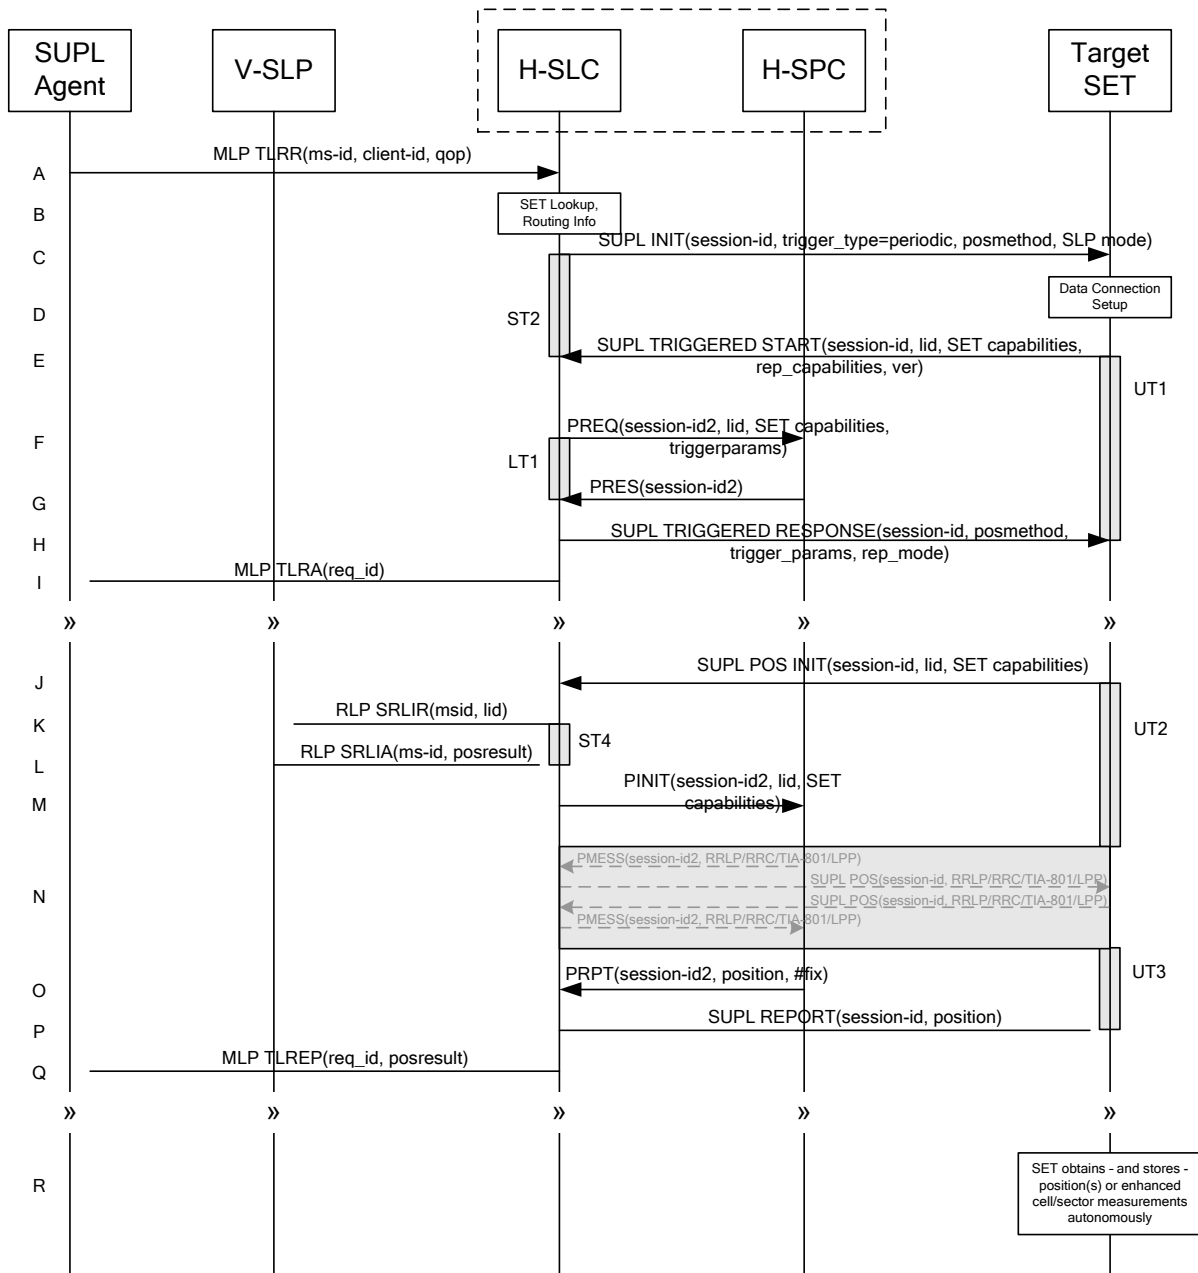 SUPL
Agent
V-SLP
H-SLC
H-SPC
Target
SET
A
MLP TLRR(ms-id, client-id, qop)
B
SET Lookup,
Routing Info
C
SUPL INIT(session-id, trigger_type=periodic, posmethod, SLP mode)
Data Connection
Setup
D
ST2
E
SUPL TRIGGERED START(session-id, lid, SET capabilities,
rep_capabilities, ver)
UT1
F
PREQ(session-id2, lid, SET capabilities,
triggerparams)
LT1
G
PRES(session-id2)
H
SUPL TRIGGERED RESPONSE(session-id, posmethod,
trigger_params, rep_mode)
I
MLP TLRA(req_id)
» » » » »
J
SUPL POS INIT(session-id, lid, SET capabilities)
K
RLP SRLIR(msid, lid)
ST4
UT2
L
RLP SRLIA(ms-id, posresult)
M
PINIT(session-id2, lid, SET
capabilities)
N
PMESS(session-id2, RRLP/RRC/TIA-801/LPP)
SUPL POS(session-id, RRLP/RRC/TIA-801/LPP)
SUPL POS(session-id, RRLP/RRC/TIA-801/LPP)
PMESS(session-id2, RRLP/RRC/TIA-801/LPP)
O
PRPT(session-id2, position, #fix)
UT3
P
SUPL REPORT(session-id, position)
Q
MLP TLREP(req_id, posresult)
» » » » »
R
SET obtains - and stores -
position(s) or enhanced
cell/sector measurements
autonomously